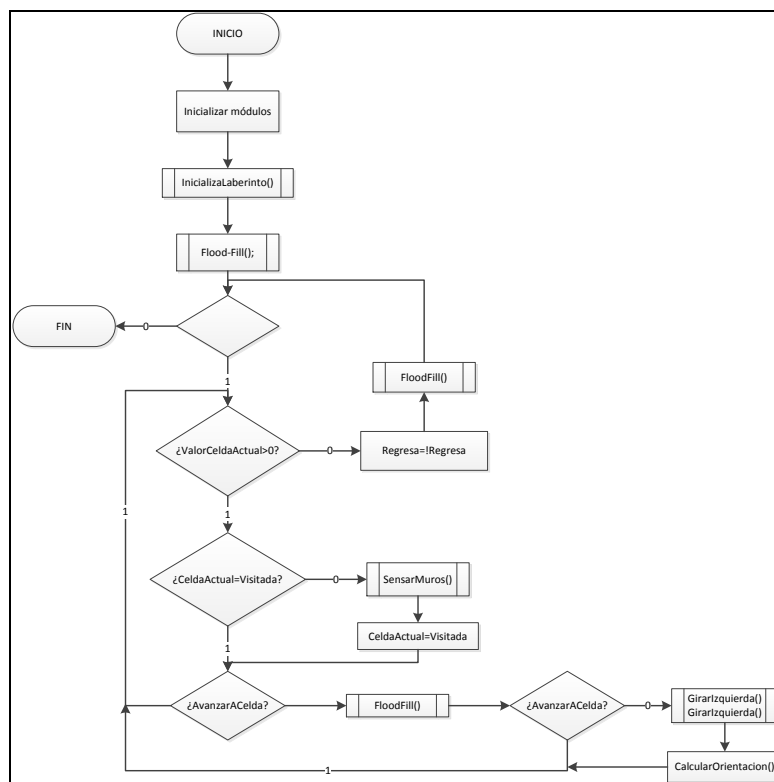 INICIO
Inicializar módulos
InicializaLaberinto()
Flood-Fill();
FIN
0
1
FloodFill()
¿ValorCeldaActual>0?
0
Regresa=!Regresa
1
1
¿CeldaActual=Visitada?
0
SensarMuros()
CeldaActual=Visitada
1
¿AvanzarACelda?
FloodFill()
¿AvanzarACelda?
0
GirarIzquierda()
GirarIzquierda()
1
CalcularOrientacion()